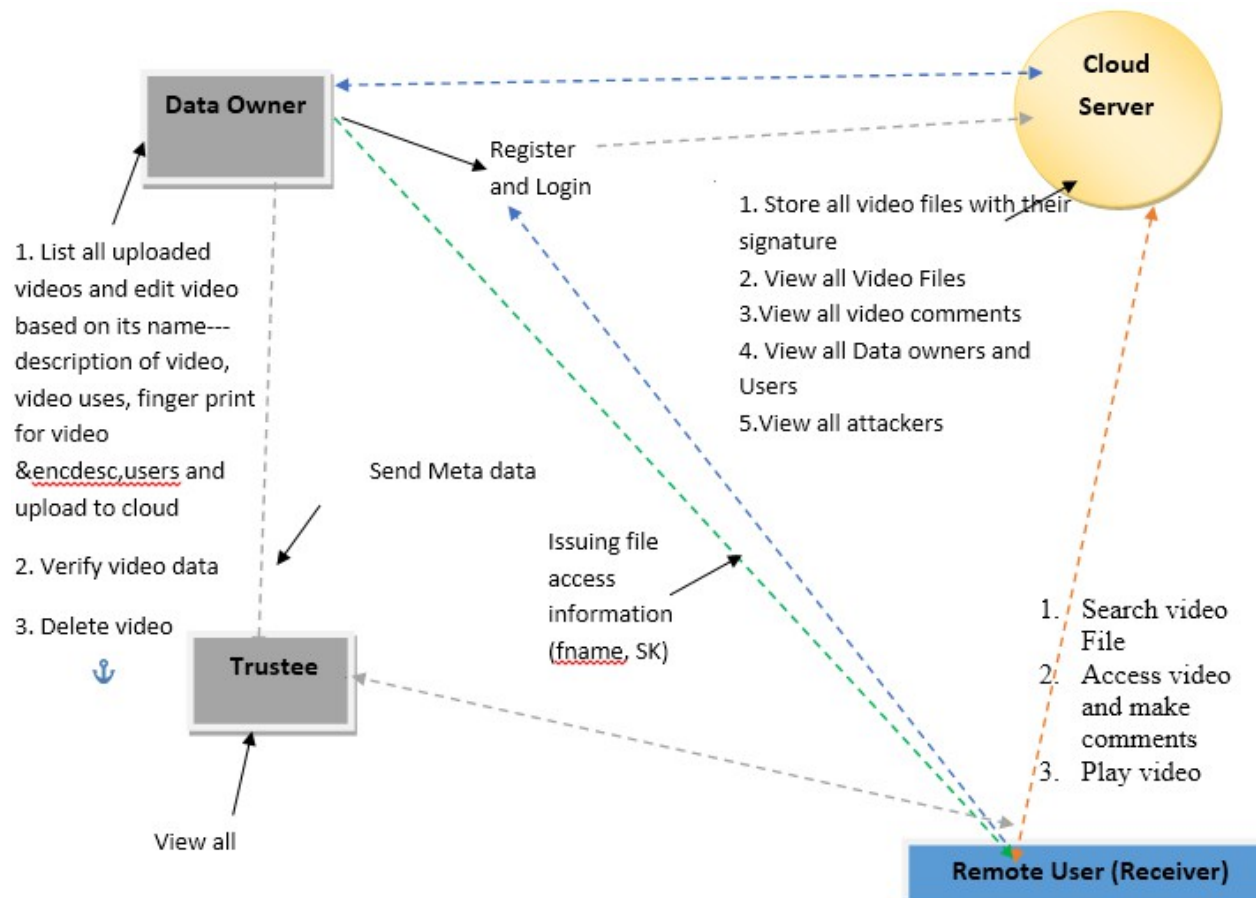 Data Owner
Cloud
Server
Register
and Login
1. List all uploaded
videos and edit video
based on its name---
description of video,
video uses, finger print
for video
&encdesc,users and
upload to cloud
2. Verify video data
3. Delete video
1. Store all video files with their
signature
2. View all Video Files
3.View all video comments
4. View all Data owners and
Users
5.View all attackers
Send Meta data
Issuing file
access
information
(fname, SK)
Trustee
View all
1. Search video
File
2. Access video
and make
comments
3. Play video
Remote User (Receiver)